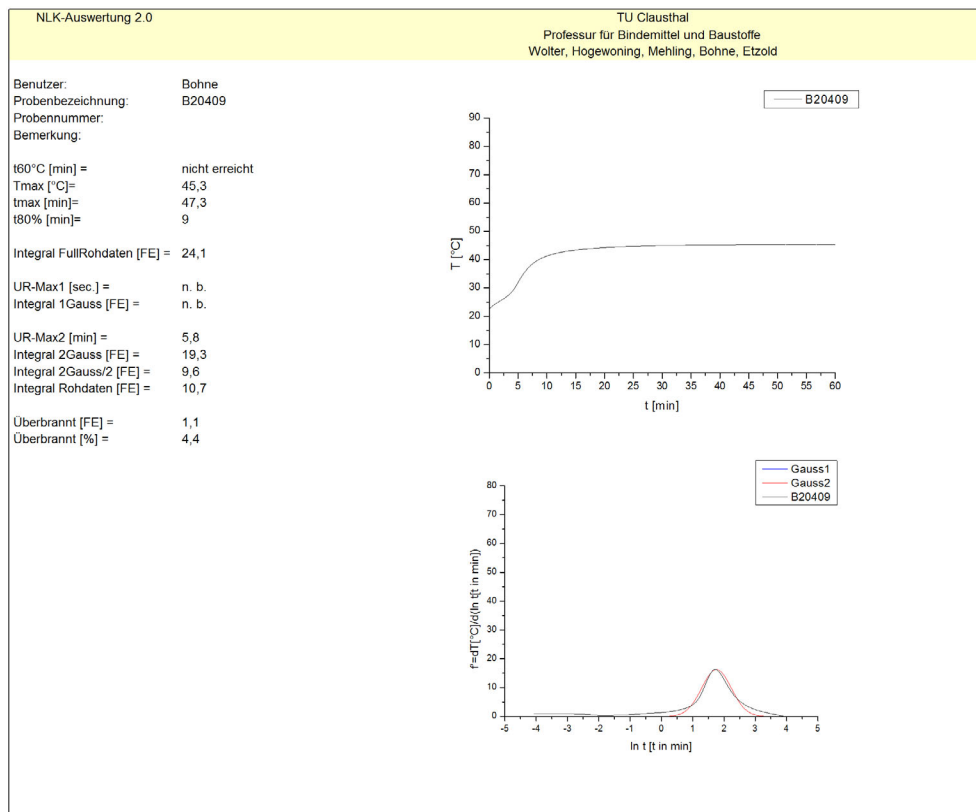 NLK-Auswertung 2.0
TU Clausthal
Professur für Bindemittel und Baustoffe
Wolter, Hogewoning, Mehling, Bohne, Etzold
Benutzer: Bohne
Probenbezeichnung: B20409
Probennummer:
Bemerkung:
t60°C [min] = nicht erreicht
Tmax [°C]= 45,3
tmax [min]= 47,3
t80% [min]= 9
Integral FullRohdaten [FE] = 24,1
UR-Max1 [sec.] = n. b.
Integral 1Gauss [FE] = n. b.
UR-Max2 [min] = 5,8
Integral 2Gauss [FE] = 19,3
Integral 2Gauss/2 [FE] = 9,6
Integral Rohdaten [FE] = 10,7
Überbrannt [FE] = 1,1
Überbrannt [%] = 4,4
B20409
90
80
70
60
50
40
30
20
10
0
T [°C]
0 5 10 15 20 25 30 35 40 45 50 55 60
t [min]
Gauss1
Gauss2
B20409
80
70
60
50
40
30
20
10
0
f'=dT[°C]/d(ln t[t in min])
-5 -4 -3 -2 -1 0 1 2 3 4 5
ln t [t in min]